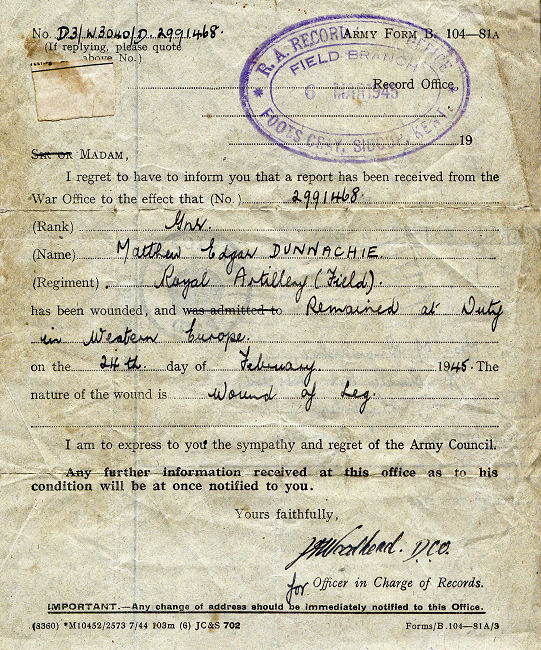 No. D3/N3040/D. 2991468. ARMY FORM B. 104—81A
(If replying, please quote
above No.)
R.A. RECORD OFFICE
FIELD BRANCH
6 MAR 1945
FOOTS CRAY, SIDCUP, KENT.
Record Office,
19
SIR OR MADAM,
I regret to have to inform you that a report has been received from the
War Office to the effect that (No.) 2991468.
(Rank) Gnr.
(Name) Matthew Edgar DUNNACHIE.
(Regiment) Royal Artillery (Field).
has been wounded, and was admitted to Remained at Duty
in Western Europe.
on the 24th. day of February. 1945. The
nature of the wound is Wound of Leg.
I am to express to you the sympathy and regret of the Army Council.
Any further information received at this office as to his
condition will be at once notified to you.
Yours faithfully,
Woodhead. D.C.O.
for Officer in Charge of Records.
IMPORTANT.—Any change of address should be immediately notified to this Office.
(8360) *M10452/2573 7/44 103m (6) JC&S 702 Forms/B.104—81A/3